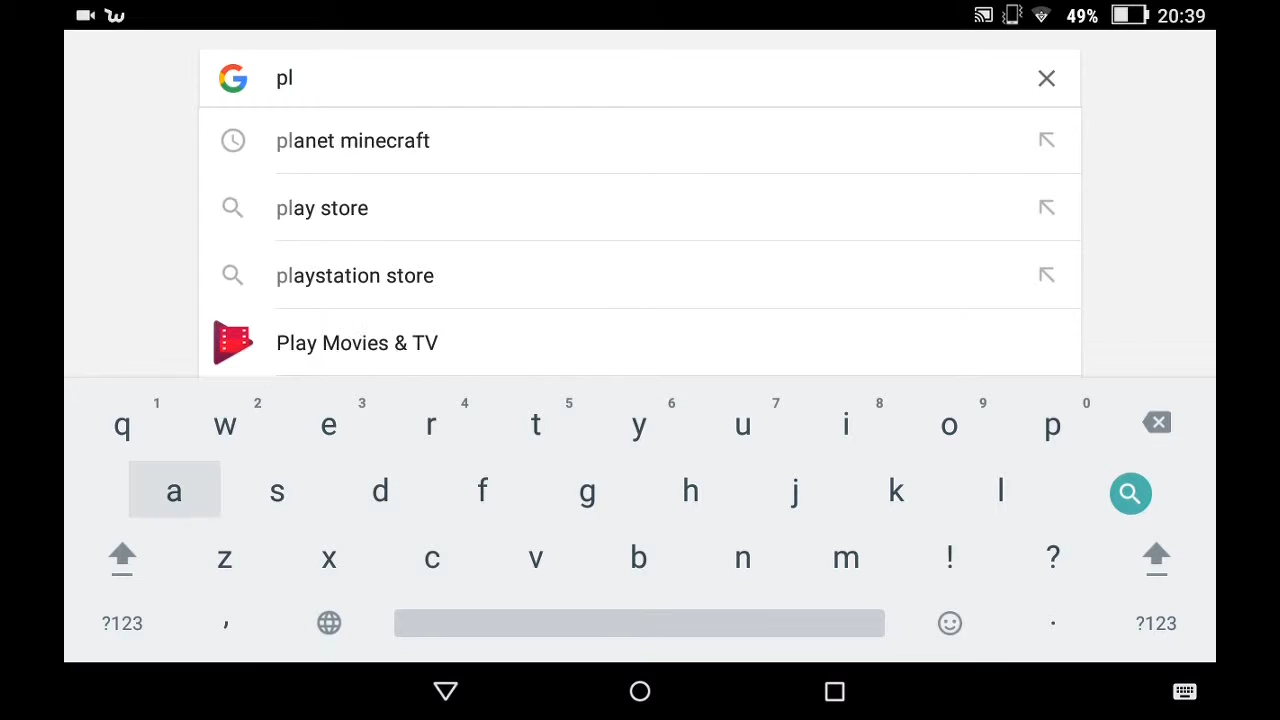 49% 20:39
pl
planet minecraft
play store
playstation store
Play Movies & TV
1 2 3 4 5 6 7 8 9 0
q w e r t y u i o p
a s d f g h j k l
z x c v b n m ! ?
?123 , . ?123